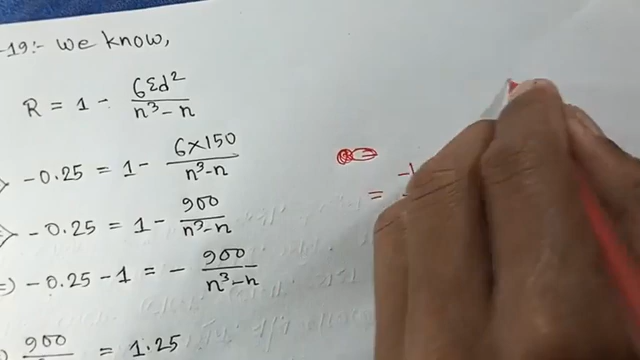 -19:- We know,
R = 1 - 6Σd²/n³-n
-0.25 = 1 - 6×150/n³-n
-0.25 = 1 - 900/n³-n
=) -0.25-1 = - 900/n³-n
900 = 1.25
=